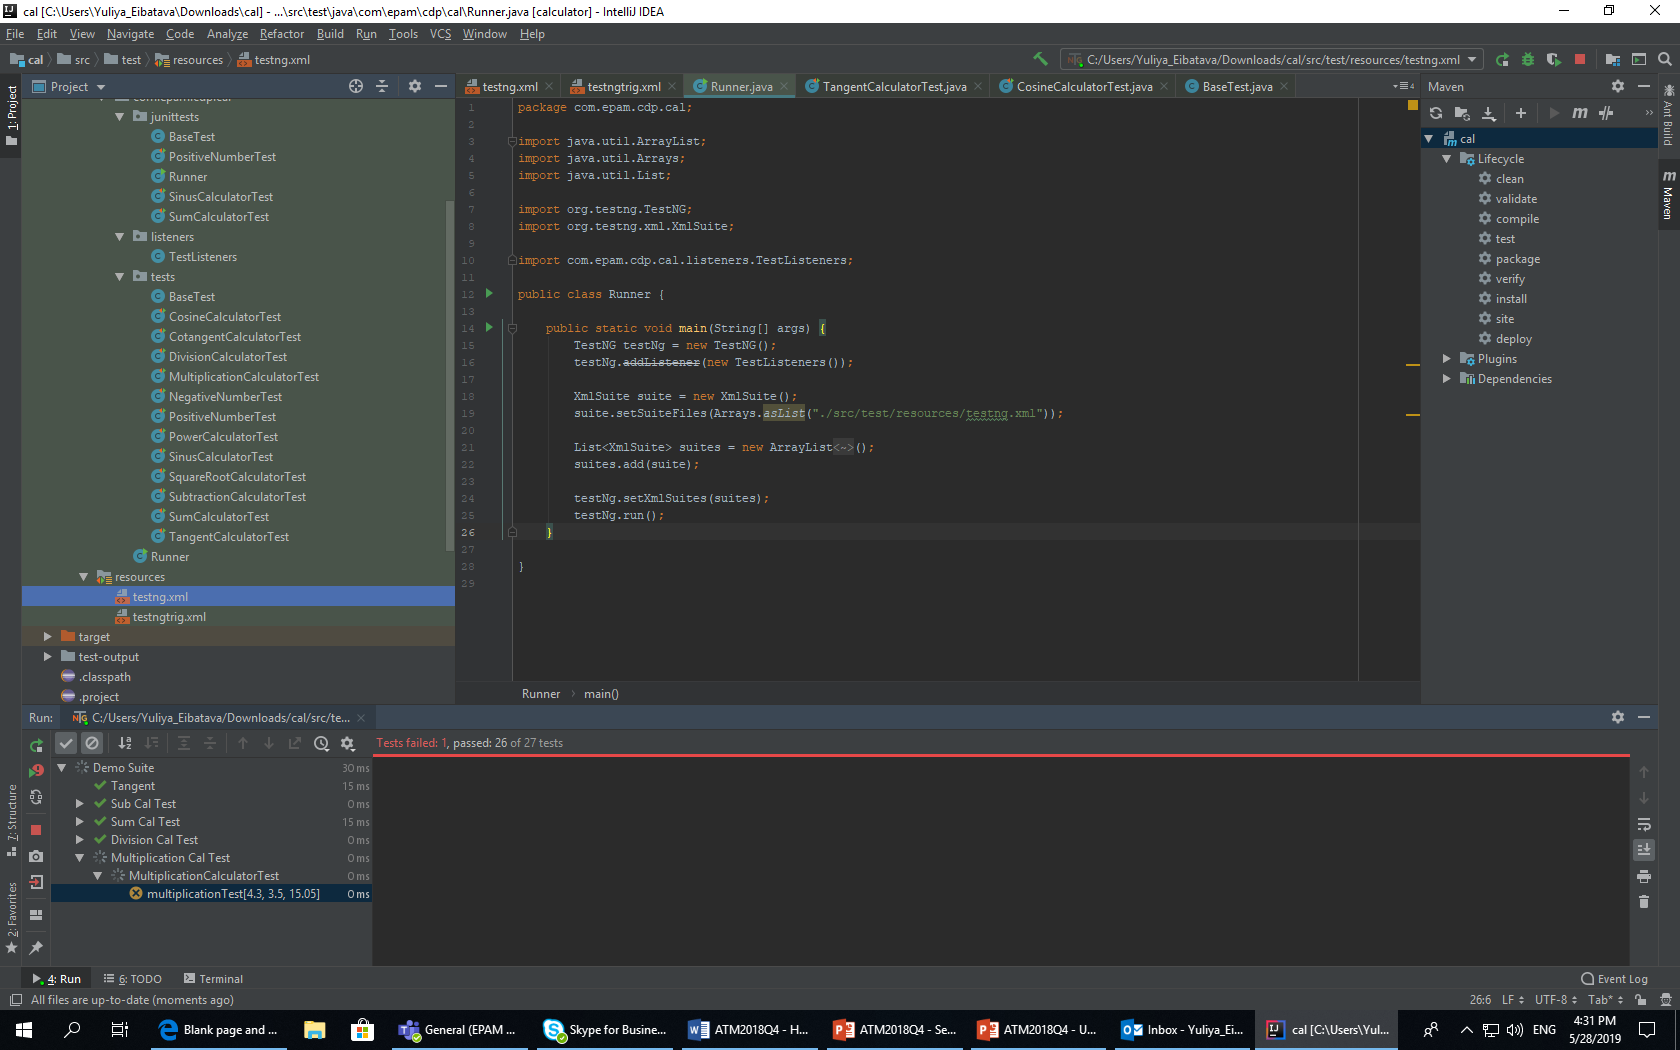 cal [C:\Users\Yuliya_Eibatava\Downloads\cal] - ...\src\test\java\com\epam\cdp\cal\Runner.java [calculator] - IntelliJ IDEA
File Edit View Navigate Code Analyze Refactor Build Run Tools VCS Window Help
cal src test resources testng.xml
C:/Users/Yuliya_Eibatava/Downloads/cal/src/test/resources/testng.xml
Project
testng.xml testngtrig.xml Runner.java TangentCalculatorTest.java CosineCalculatorTest.java BaseTest.java
Maven
1: Project
junittests
BaseTest
PositiveNumberTest
Runner
SinusCalculatorTest
SumCalculatorTest
listeners
TestListeners
tests
BaseTest
CosineCalculatorTest
CotangentCalculatorTest
DivisionCalculatorTest
MultiplicationCalculatorTest
NegativeNumberTest
PositiveNumberTest
PowerCalculatorTest
SinusCalculatorTest
SquareRootCalculatorTest
SubtractionCalculatorTest
SumCalculatorTest
TangentCalculatorTest
Runner
resources
testng.xml
testngtrig.xml
target
test-output
.classpath
.project
1 package com.epam.cdp.cal;
2
3 import java.util.ArrayList;
4 import java.util.Arrays;
5 import java.util.List;
6
7 import org.testng.TestNG;
8 import org.testng.xml.XmlSuite;
9
10 import com.epam.cdp.cal.listeners.TestListeners;
11
12 public class Runner {
13
14 public static void main(String[] args) {
15 TestNG testNg = new TestNG();
16 testNg.addListener(new TestListeners());
17
18 XmlSuite suite = new XmlSuite();
19 suite.setSuiteFiles(Arrays.asList("./src/test/resources/testng.xml"));
20
21 List<XmlSuite> suites = new ArrayList<~>();
22 suites.add(suite);
23
24 testNg.setXmlSuites(suites);
25 testNg.run();
26 }
27
28 }
29
Runner main()
cal
Lifecycle
clean
validate
compile
test
package
verify
install
site
deploy
Plugins
Dependencies
Ant Build
Maven
Run: C:/Users/Yuliya_Eibatava/Downloads/cal/src/te...
Tests failed: 1, passed: 26 of 27 tests
Demo Suite 30 ms
Tangent 15 ms
Sub Cal Test 0 ms
Sum Cal Test 15 ms
Division Cal Test 0 ms
Multiplication Cal Test 0 ms
MultiplicationCalculatorTest 0 ms
multiplicationTest[4.3, 3.5, 15.05] 0 ms
7: Structure
2: Favorites
4: Run 6: TODO Terminal Event Log
All files are up-to-date (moments ago) 26:6 LF UTF-8 Tab*
Blank page and ... General (EPAM ... Skype for Busine... ATM2018Q4 - H... ATM2018Q4 - Se... ATM2018Q4 - U... Inbox - Yuliya_Ei... cal [C:\Users\Yul... ENG 4:31 PM
5/28/2019